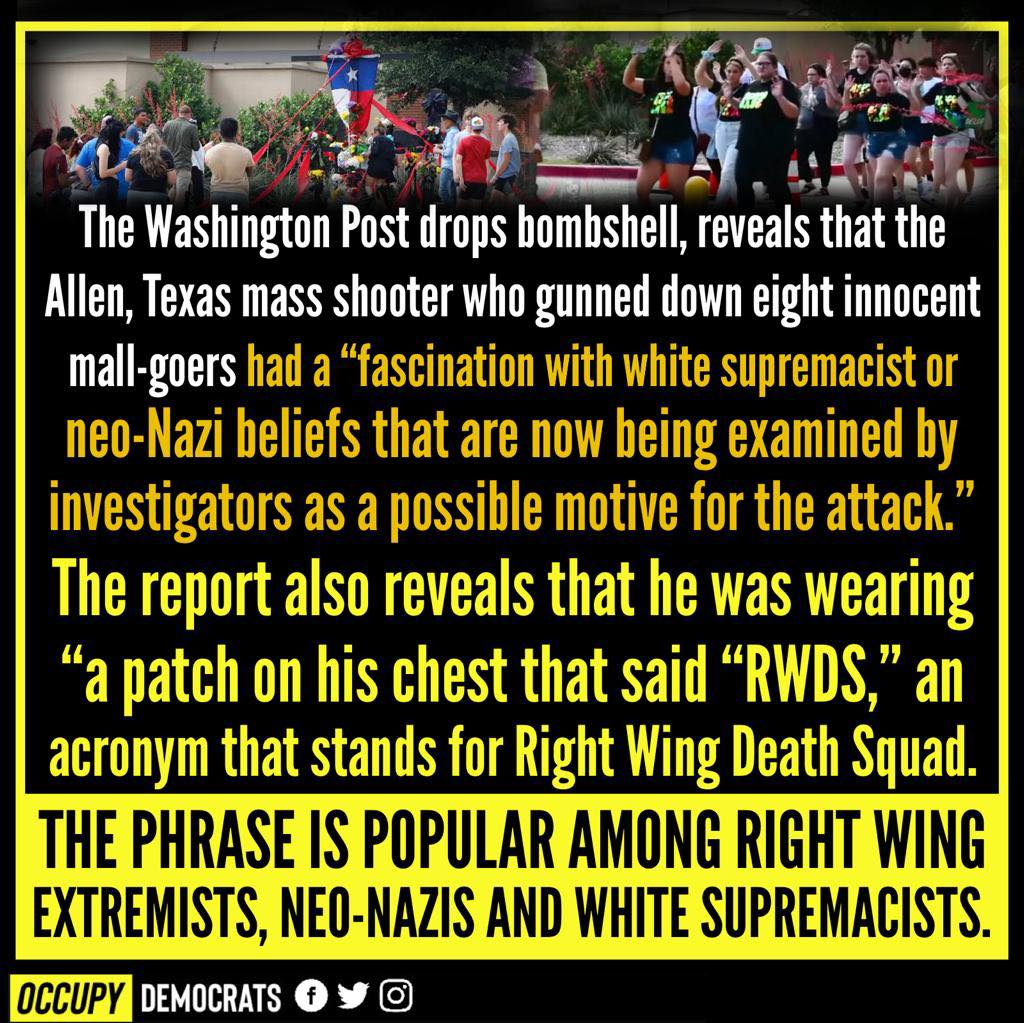 The Washington Post drops bombshell, reveals that the
Allen, Texas mass shooter who gunned down eight innocent
mall-goers had a “fascination with white supremacist or
neo-Nazi beliefs that are now being examined by
investigators as a possible motive for the attack.”
The report also reveals that he was wearing
“a patch on his chest that said “RWDS,” an
acronym that stands for Right Wing Death Squad.
THE PHRASE IS POPULAR AMONG RIGHT WING
EXTREMISTS, NEO-NAZIS AND WHITE SUPREMACISTS.
OCCUPY DEMOCRATS